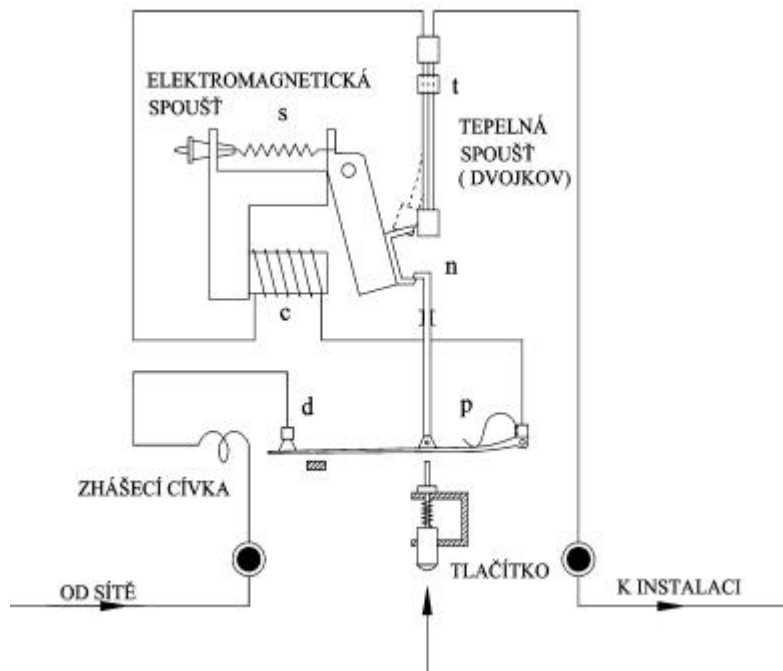 ELEKTROMAGNETICKÁ
SPOUŠŤ
s
t
TEPELNÁ
SPOUŠŤ
( DVOJKOV)
n
c
d
p
ZHÁŠECÍ CÍVKA
TLAČÍTKO
OD SÍTĚ
K INSTALACI